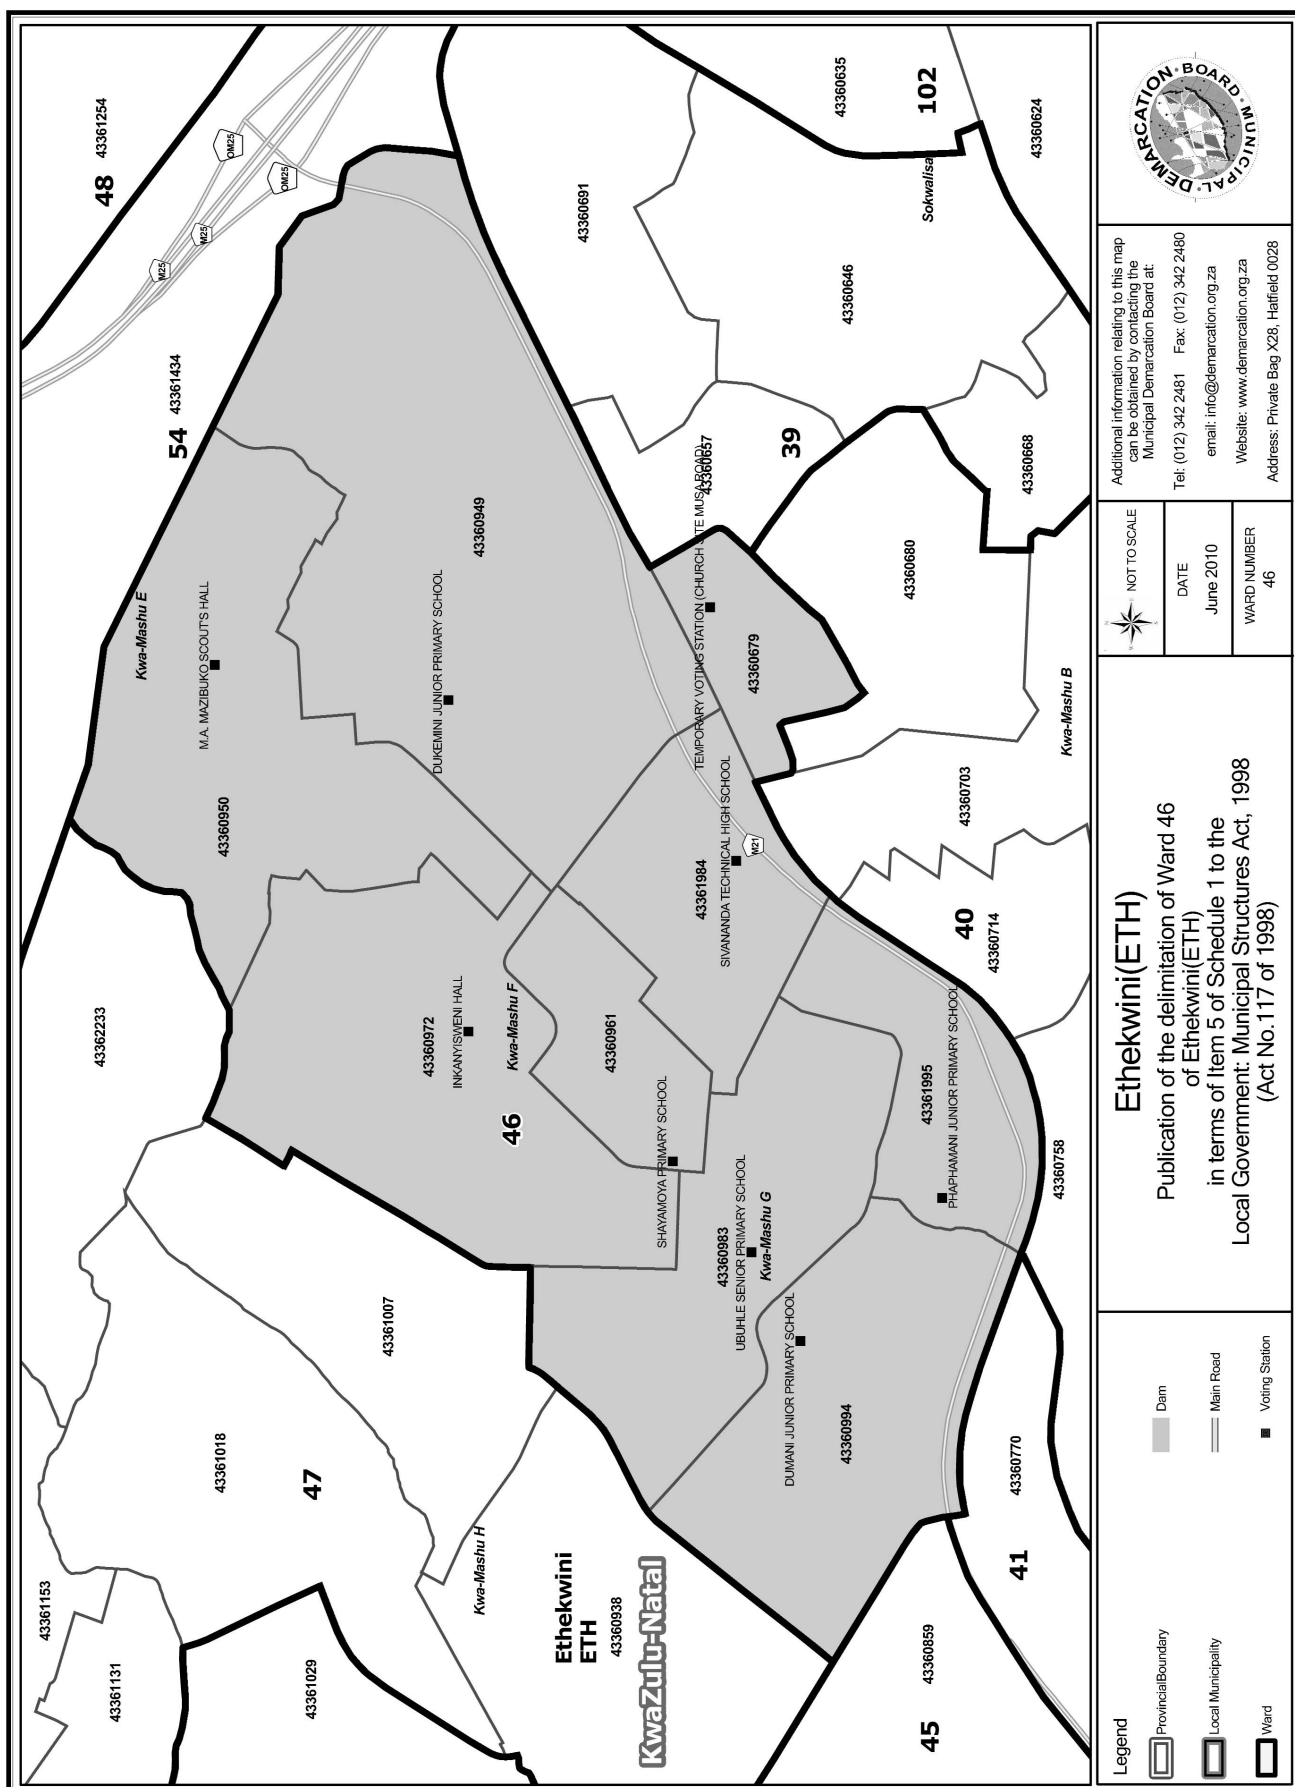 48
43361254
OM25
OM25
M25
M25
54
43361434
43362233
43361153
43361131
43361029
43361018
47
43361007
Kwa-Mashu H
Ethekwini
ETH
43360938
KwaZulu-Natal
Kwa-Mashu E
M.A. MAZIBUKO SCOUT'S HALL
43360950
43360949
DUKEMINI JUNIOR PRIMARY SCHOOL
43360972
INKANYISWENI HALL
46
Kwa-Mashu F
43360961
SHAYAMOYA PRIMARY SCHOOL
43361984
SIVANANDA TECHNICAL HIGH SCHOOL
M21
TEMPORARY VOTING STATION (CHURCH SITE MUSA ROAD)
43360679
43360983
UBUHLE SENIOR PRIMARY SCHOOL
Kwa-Mashu G
DUMANI JUNIOR PRIMARY SCHOOL
43360994
43361995
PHAPHAMANI JUNIOR PRIMARY SCHOOL
43360691
43360635
102
Sokwalisa
43360624
43360646
43360657
39
43360668
43360680
Kwa-Mashu B
43360703
40
43360714
43360758
43360770
41
43360859
45
Legend
ProvincialBoundary
Local Municipality
Ward
Dam
Main Road
Voting Station
Ethekwini(ETH)
Publication of the delimitation of Ward 46
of Ethekwini(ETH)
in terms of Item 5 of Schedule 1 to the
Local Government: Municipal Structures Act, 1998
(Act No.117 of 1998)
NOT TO SCALE
DATE
June 2010
WARD NUMBER
46
Additional information relating to this map
can be obtained by contacting the
Municipal Demarcation Board at:
Tel: (012) 342 2481 Fax: (012) 342 2480
email: info@demarcation.org.za
Website: www.demarcation.org.za
Address: Private Bag X28, Hatfield 0028
MUNICIPAL · DEMARCATION · BOARD